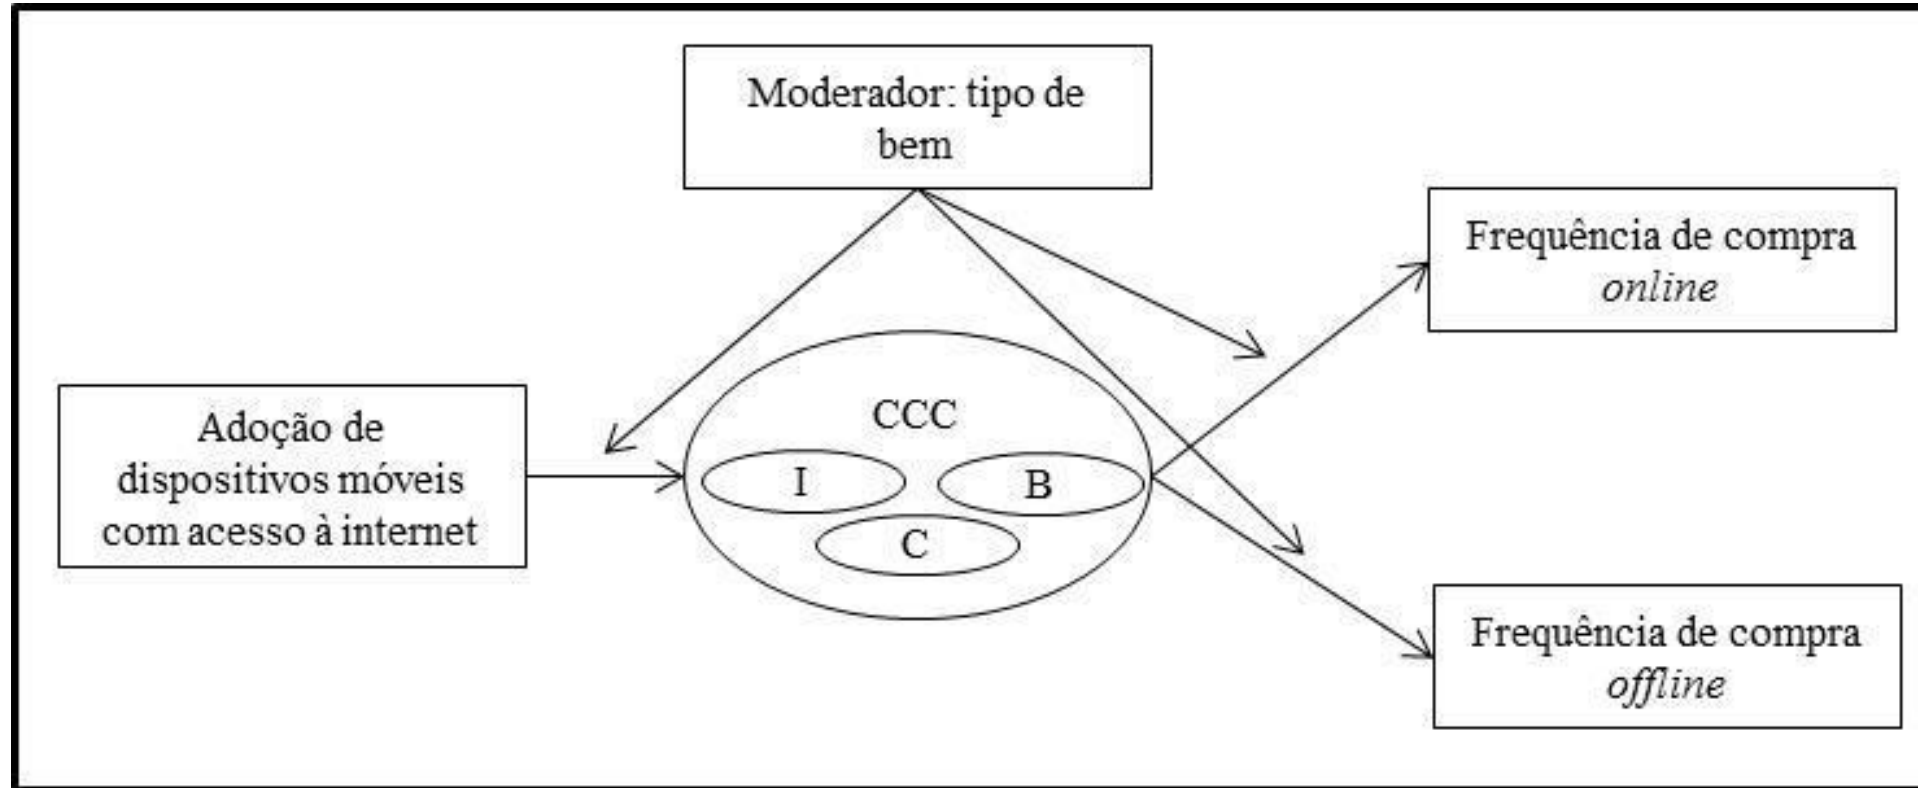 Moderador: tipo de
bem
Frequência de compra
online
Adoção de
dispositivos móveis
com acesso à internet
CCC
I
B
C
Frequência de compra
offline